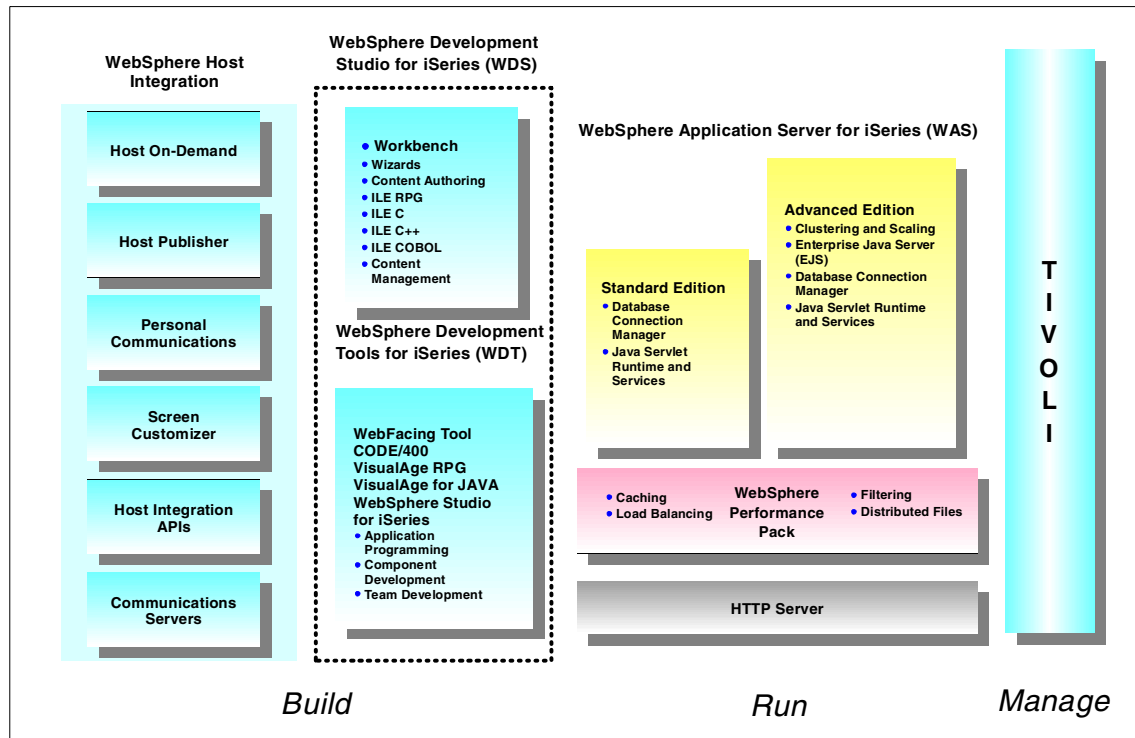 WebSphere Host
Integration
Host On-Demand
Host Publisher
Personal
Communications
Screen
Customizer
Host Integration
APIs
Communications
Servers
WebSphere Development
Studio for iSeries (WDS)
Workbench
Wizards
Content Authoring
ILE RPG
ILE C
ILE C++
ILE COBOL
Content
Management
WebSphere Development
Tools for iSeries (WDT)
WebFacing Tool
CODE/400
VisualAge RPG
VisualAge for JAVA
WebSphere Studio
for iSeries
Application
Programming
Component
Development
Team Development
Build
WebSphere Application Server for iSeries (WAS)
Standard Edition
Database
Connection
Manager
Java Servlet
Runtime and
Services
Advanced Edition
Clustering and Scaling
Enterprise Java Server
(EJS)
Database Connection
Manager
Java Servlet Runtime
and Services
Caching
Load Balancing
WebSphere
Performance
Pack
Filtering
Distributed Files
HTTP Server
Run
TIVOLI
Manage